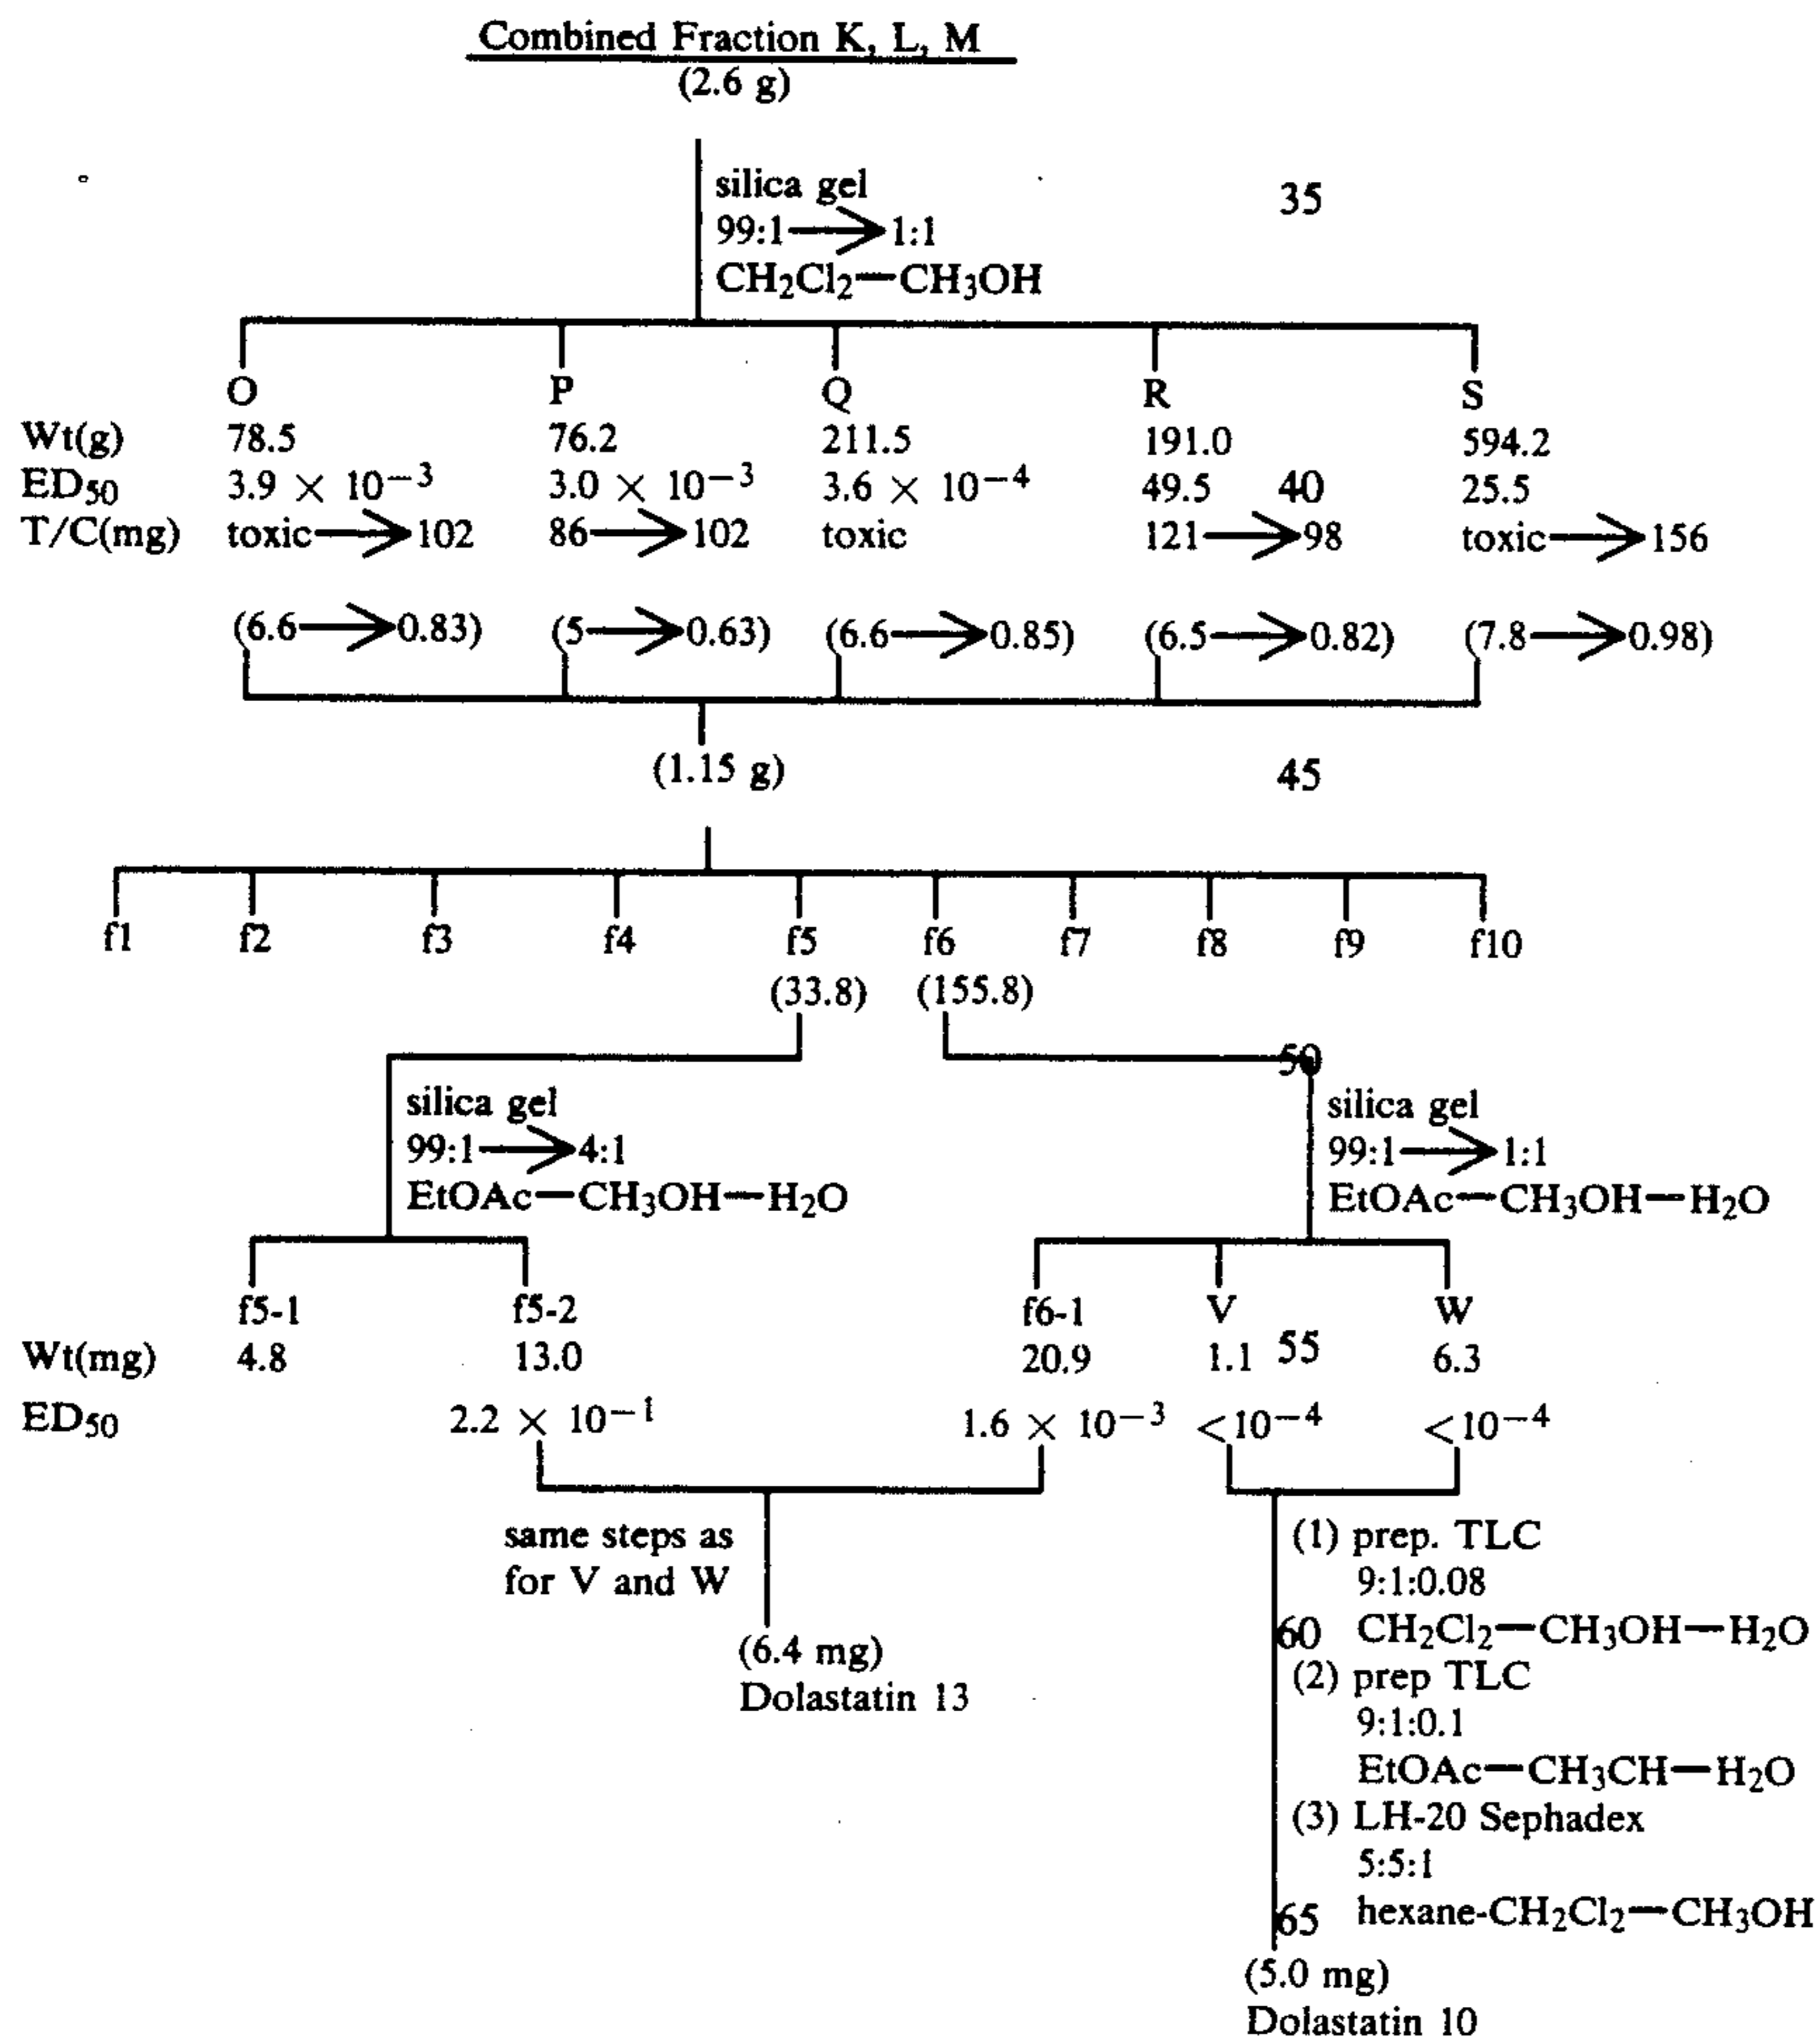 Combined Fraction K, L, M
(2.6 g)
silica gel
99:1→1:1
CH2Cl2—CH3OH
35
O P Q R S
Wt(g) 78.5 76.2 211.5 191.0 594.2
ED50 3.9 × 10−3 3.0 × 10−3 3.6 × 10−4 49.5 40 25.5
T/C(mg) toxic→102 86→102 toxic 121→98 toxic→156
(6.6→0.83) (5→0.63) (6.6→0.85) (6.5→0.82) (7.8→0.98)
(1.15 g) 45
f1 f2 f3 f4 f5 f6 f7 f8 f9 f10
(33.8) (155.8)
50
silica gel silica gel
99:1→4:1 99:1→1:1
EtOAc—CH3OH—H2O EtOAc—CH3OH—H2O
f5-1 f5-2 f6-1 V W
Wt(mg) 4.8 13.0 20.9 1.1 55 6.3
ED50 2.2 × 10−1 1.6 × 10−3 <10−4 <10−4
same steps as
for V and W
(6.4 mg)
Dolastatin 13
(1) prep. TLC
9:1:0.08
60 CH2Cl2—CH3OH—H2O
(2) prep TLC
9:1:0.1
EtOAc—CH3CH—H2O
(3) LH-20 Sephadex
5:5:1
65 hexane-CH2Cl2—CH3OH
(5.0 mg)
Dolastatin 10